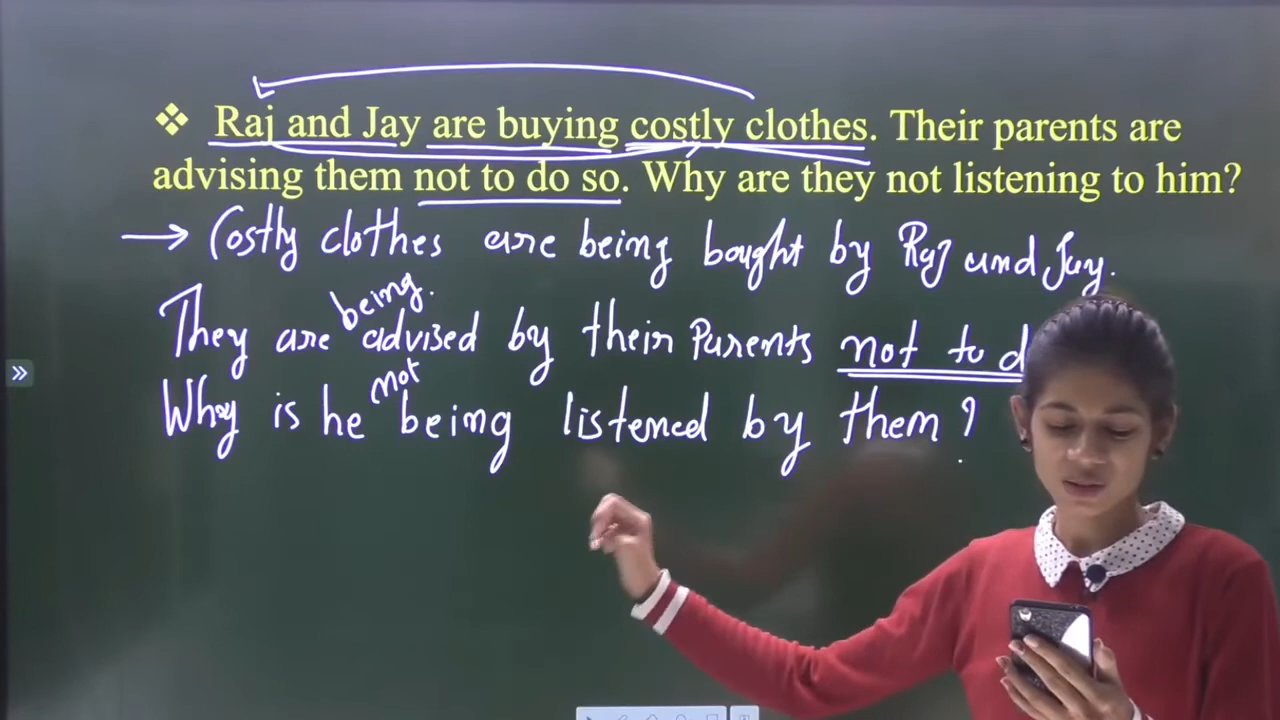 ❖ Raj and Jay are buying costly clothes. Their parents are
advising them not to do so. Why are they not listening to him?
→ Costly clothes are being bought by Raj and Jay.
being.
They are advised by their Parents not to d
not
Why is he being listened by them?